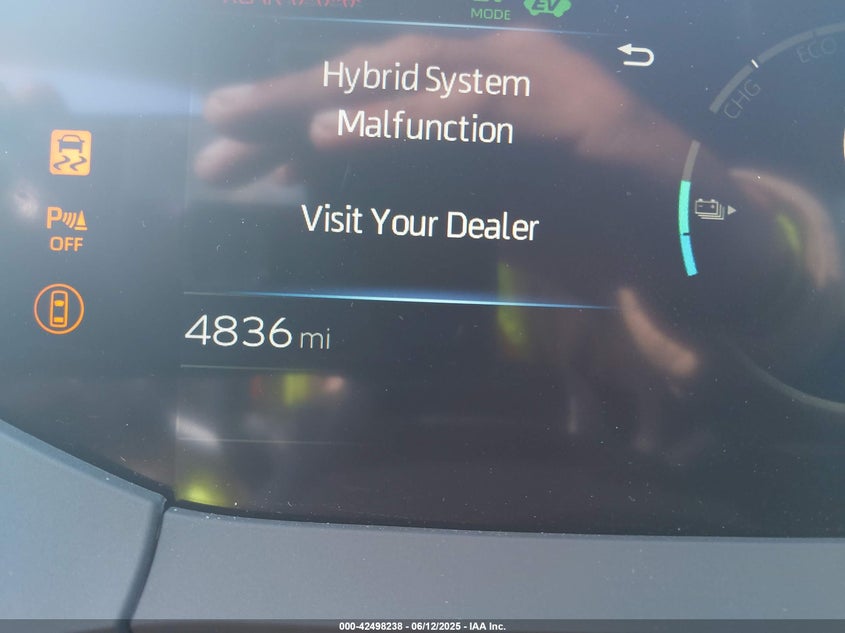 MODE
EV
Hybrid System
Malfunction
ECO
CHG
Visit Your Dealer
P
OFF
4836 mi
000-42498238 - 06/12/2025 - IAA Inc.